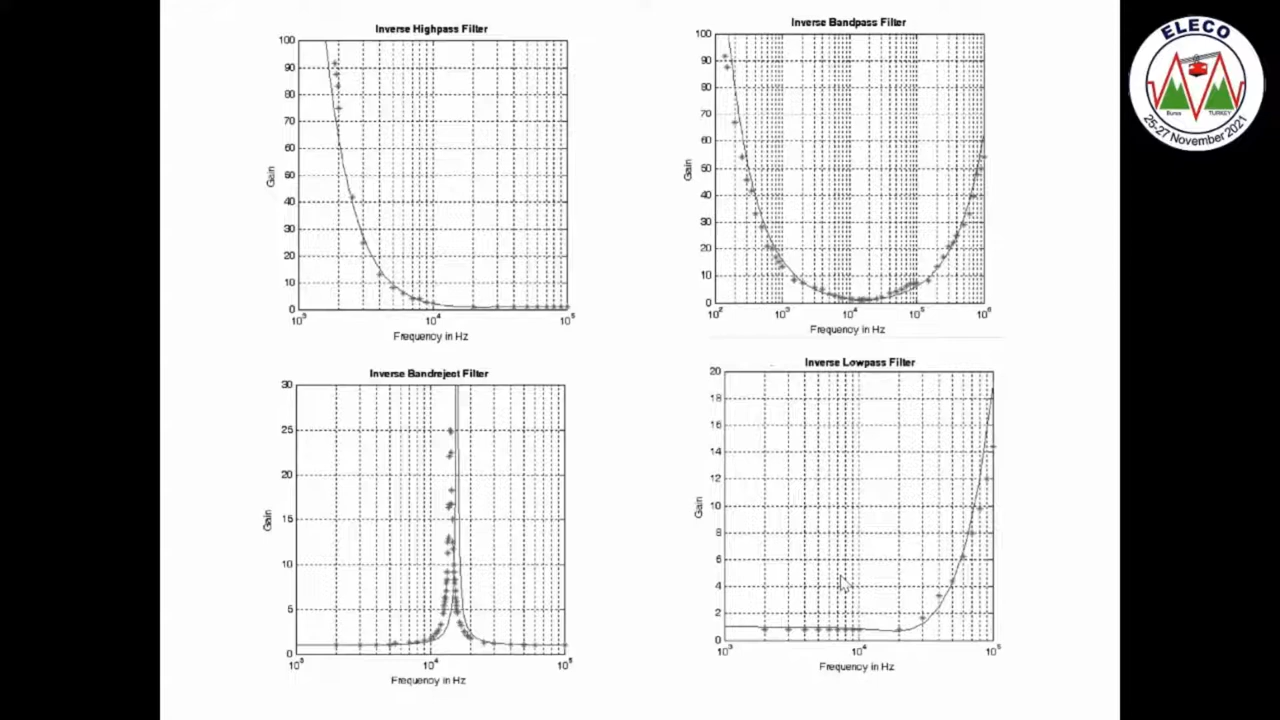 Inverse Highpass Filter
100
90
80
70
60
50
40
30
20
10
0
Gain
10³ 10⁴ 10⁵
Frequency in Hz
Inverse Bandpass Filter
100
90
80
70
60
50
40
30
20
10
0
Gain
10² 10³ 10⁴ 10⁵ 10⁶
Frequency in Hz
ELECO
Bursa TURKEY
25-27 November 2021
Inverse Bandreject Filter
30
25
20
15
10
5
0
Gain
10⁴ 10⁵
Frequency in Hz
Inverse Lowpass Filter
20
18
16
14
12
10
8
6
4
2
0
Gain
10³ 10⁴ 10⁵
Frequency in Hz